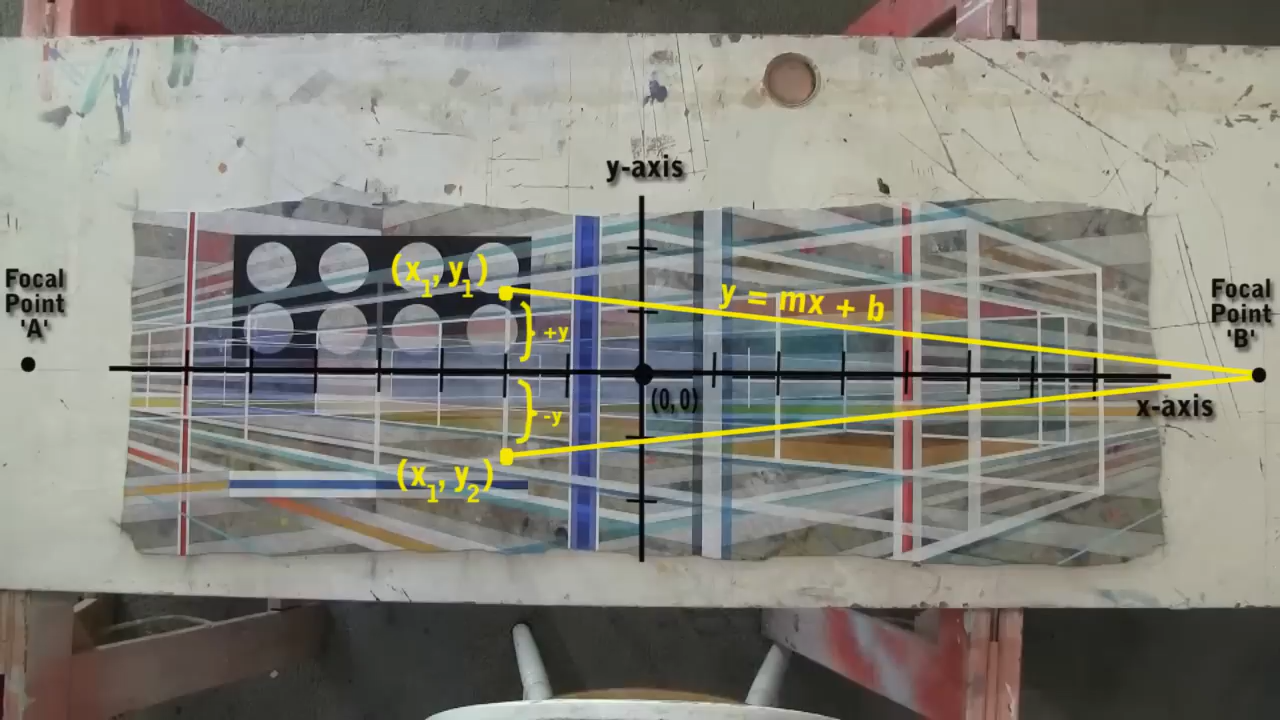 y-axis
Focal
Point
'A'
(x₁, y₁)
y = mx + b
Focal
Point
'B'
+y
(0, 0)
-y
x-axis
(x₁, y₂)